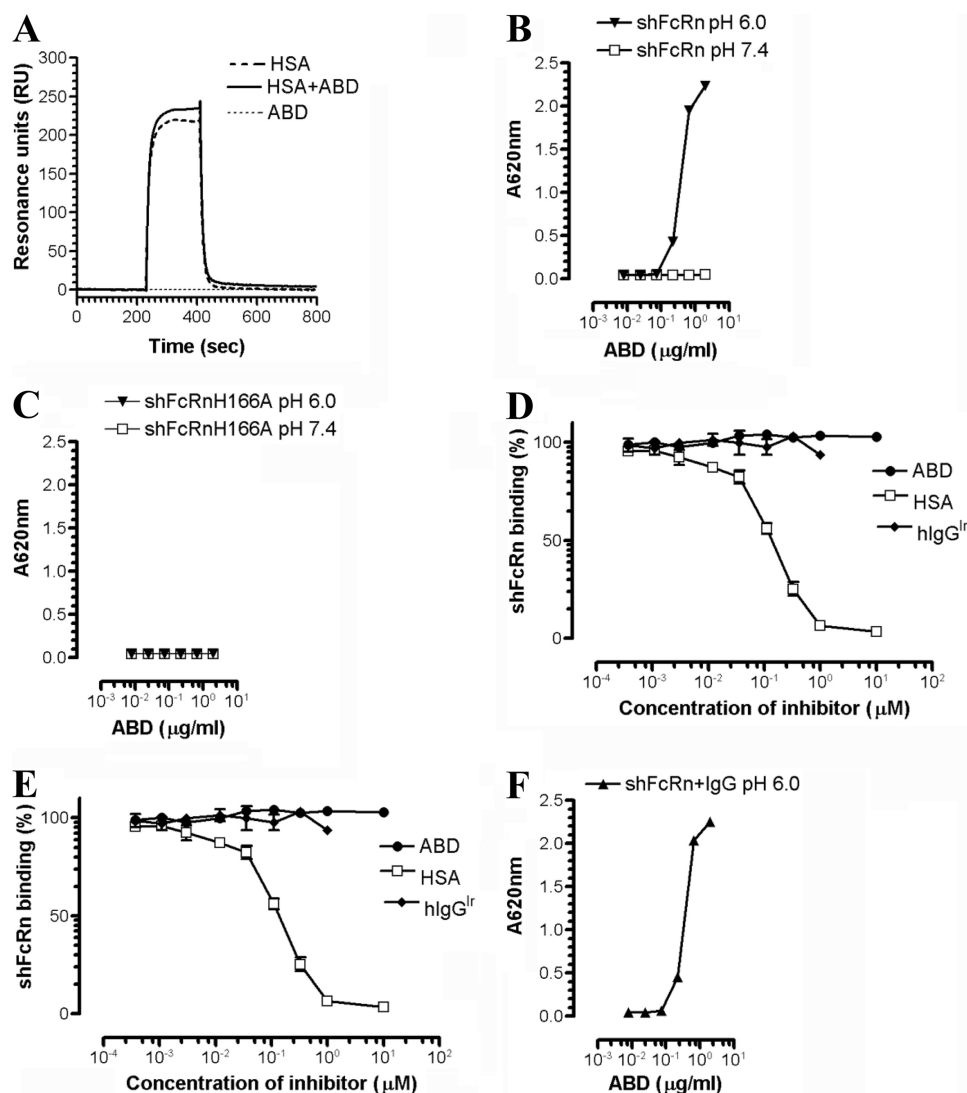 A
Resonance units (RU)
300
250
200
150
100
50
0
0 200 400 600 800
Time (sec)
HSA
HSA+ABD
ABD
B
shFcRn pH 6.0
shFcRn pH 7.4
A620nm
2.5
2.0
1.5
1.0
0.5
0.0
10-3 10-2 10-1 100 101
ABD (μg/ml)
C
shFcRnH166A pH 6.0
shFcRnH166A pH 7.4
A620nm
2.5
2.0
1.5
1.0
0.5
0.0
10-3 10-2 10-1 100 101
ABD (μg/ml)
D
shFcRn binding (%)
100
50
0
10-4 10-3 10-2 10-1 100 101 102
Concentration of inhibitor (μM)
ABD
HSA
hIgGIr
E
shFcRn binding (%)
100
50
0
10-4 10-3 10-2 10-1 100 101 102
Concentration of inhibitor (μM)
ABD
HSA
hIgGIr
F
shFcRn+IgG pH 6.0
A620nm
2.5
2.0
1.5
1.0
0.5
0.0
10-3 10-2 10-1 100 101
ABD (μg/ml)